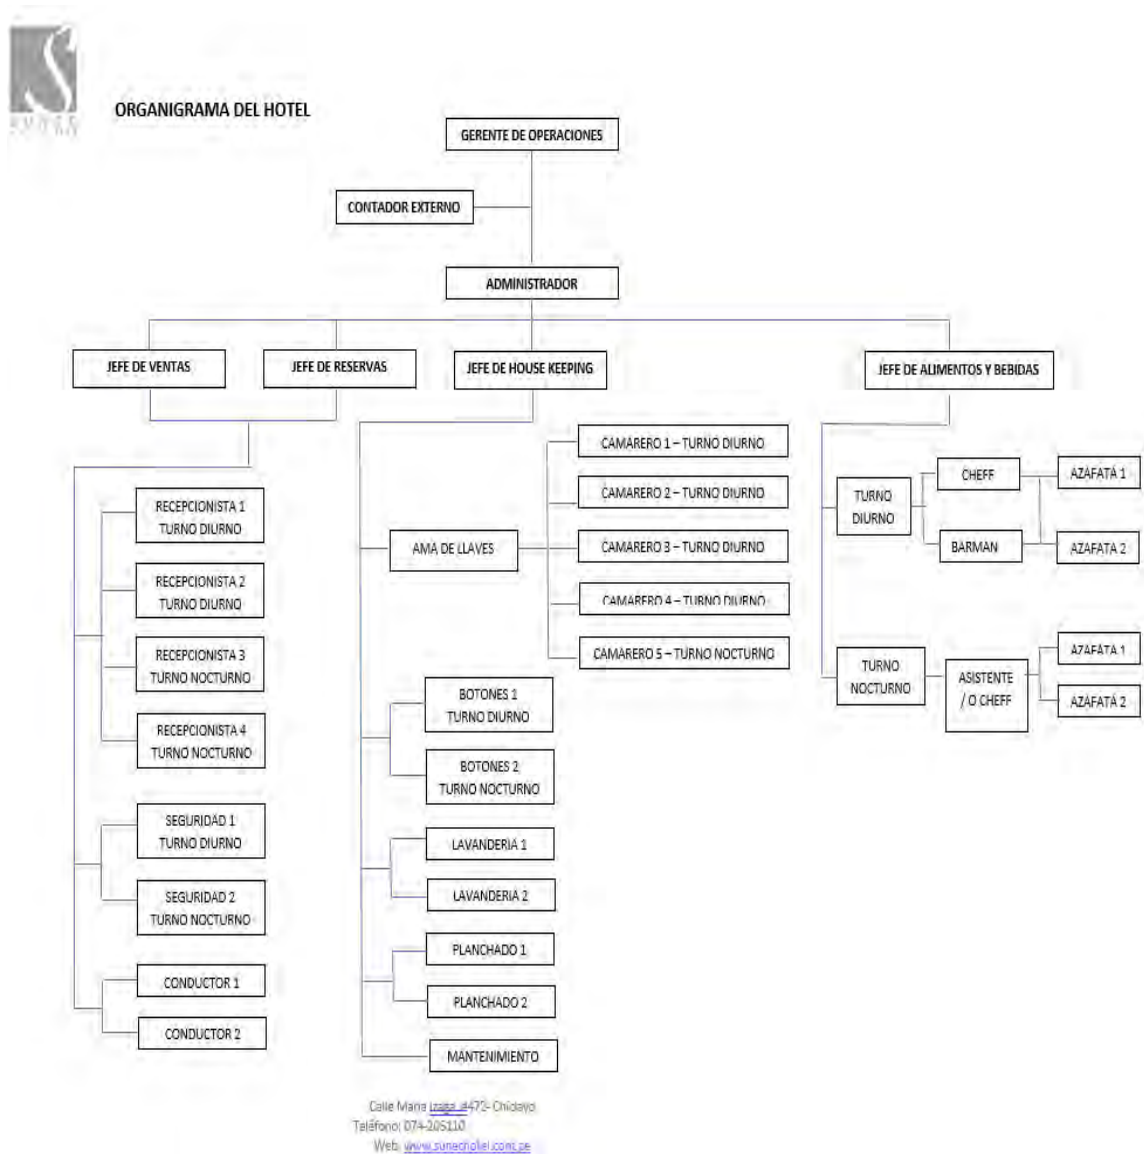 ORGANIGRAMA DEL HOTEL
GERENTE DE OPERACIONES
CONTADOR EXTERNO
ADMINISTRADOR
JEFE DE VENTAS
JEFE DE RESERVAS
JEFE DE HOUSE KEEPING
JEFE DE ALIMENTOS Y BEBIDAS
RECEPCIONISTA 1
TURNO DIURNO
RECEPCIONISTA 2
TURNO DIURNO
RECEPCIONISTA 3
TURNO NOCTURNO
RECEPCIONISTA 4
TURNO NOCTURNO
SEGURIDAD 1
TURNO DIURNO
SEGURIDAD 2
TURNO NOCTURNO
CONDUCTOR 1
CONDUCTOR 2
AMA DE LLAVES
CAMARERO 1 – TURNO DIURNO
CAMARERO 2 – TURNO DIURNO
CAMARERO 3 – TURNO DIURNO
CAMARERO 4 – TURNO DIURNO
CAMARERO 5 – TURNO NOCTURNO
BOTONES 1
TURNO DIURNO
BOTONES 2
TURNO NOCTURNO
LAVANDERIA 1
LAVANDERIA 2
PLANCHADO 1
PLANCHADO 2
MANTENIMIENTO
TURNO
DIURNO
CHEFF
BARMAN
AZAFATA 1
AZAFATA 2
TURNO
NOCTURNO
ASISTENTE
/ O CHEFF
AZAFATA 1
AZAFATA 2
Calle Maria Izaga #472- Chiclayo
Teléfono: 074-205110
Web: